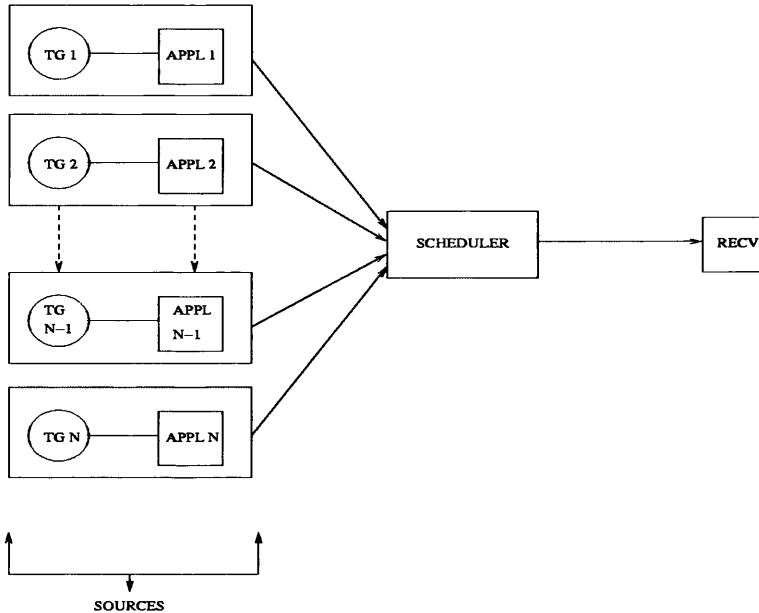 TG 1
APPL 1
TG 2
APPL 2
SCHEDULER
RECV
TG
N-1
APPL
N-1
TG N
APPL N
SOURCES